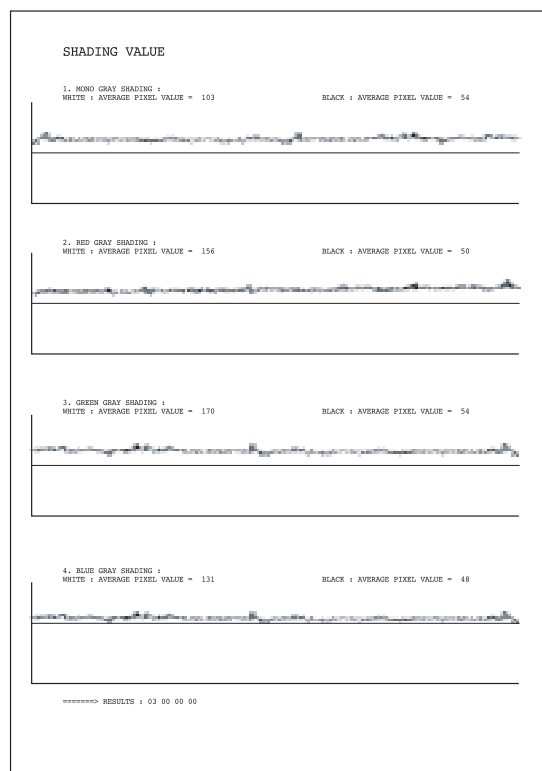 SHADING VALUE
1. MONO GRAY SHADING :
WHITE : AVERAGE PIXEL VALUE = 103 BLACK : AVERAGE PIXEL VALUE = 54
2. RED GRAY SHADING :
WHITE : AVERAGE PIXEL VALUE = 156 BLACK : AVERAGE PIXEL VALUE = 50
3. GREEN GRAY SHADING :
WHITE : AVERAGE PIXEL VALUE = 170 BLACK : AVERAGE PIXEL VALUE = 54
4. BLUE GRAY SHADING :
WHITE : AVERAGE PIXEL VALUE = 131 BLACK : AVERAGE PIXEL VALUE = 48
=======> RESULTS : 03 00 00 00